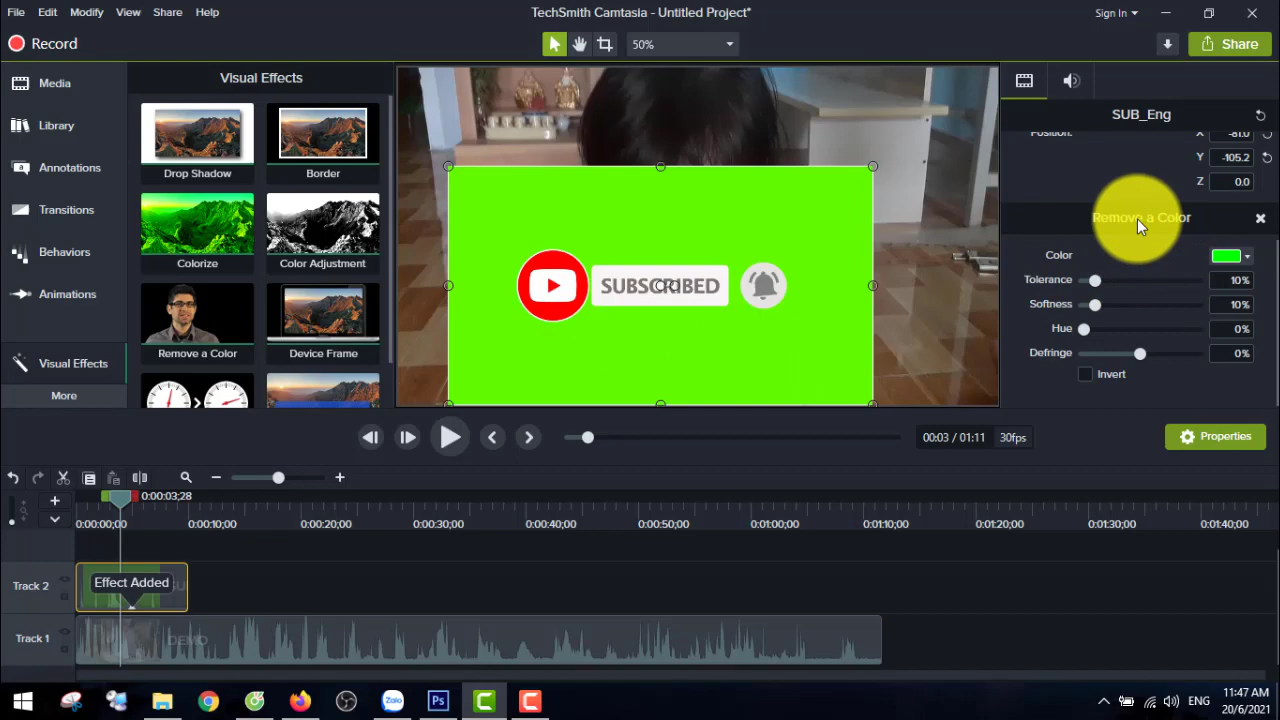 File Edit Modify View Share Help
TechSmith Camtasia - Untitled Project*
Sign In
Record
50%
Share
Media
Library
Annotations
Transitions
Behaviors
Animations
Visual Effects
More
Visual Effects
Drop Shadow
Border
Colorize
Color Adjustment
Remove a Color
Device Frame
SUBSCRIBED
SUB_Eng
Position: X -81.0
Y -105.2
Z 0.0
Remove a Color
Color
Tolerance 10%
Softness 10%
Hue 0%
Defringe 0%
Invert
00:03 / 01:11 30fps
Properties
0:00:03;28
0:00:00;00 0:00:10;00 0:00:20;00 0:00:30;00 0:00:40;00 0:00:50;00 0:01:00;00 0:01:10;00 0:01:20;00 0:01:30;00 0:01:40;00
Track 2
Effect Added
Track 1
DEMO
Zalo
Ps
ENG
11:47 AM
20/6/2021